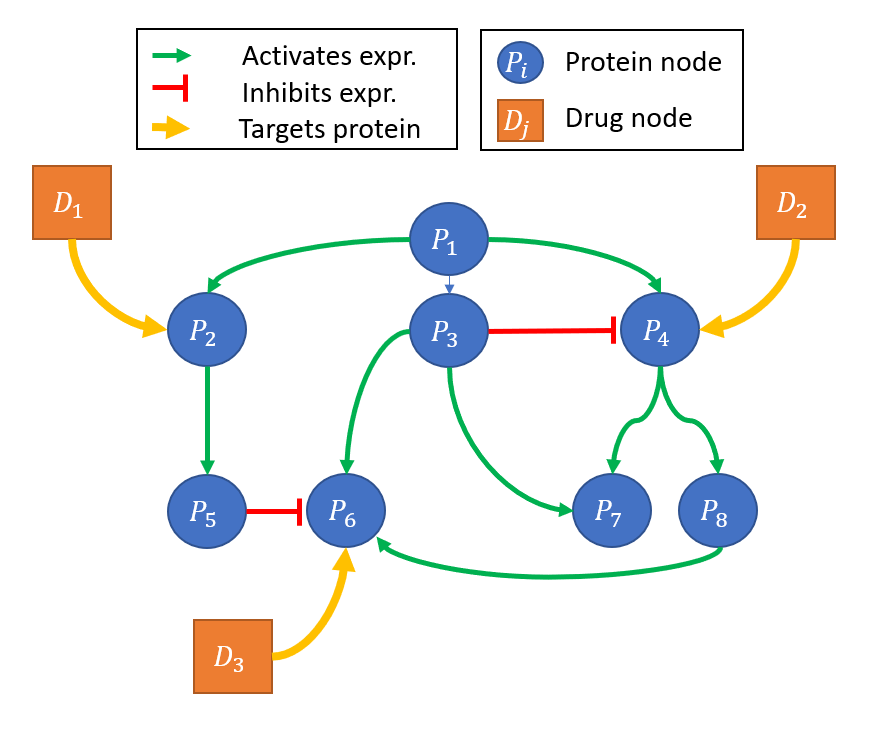 Activates expr.
Inhibits expr.
Targets protein
P_i Protein node
D_j Drug node
D_1
D_2
P_1
P_2
P_3
P_4
P_5
P_6
P_7
P_8
D_3